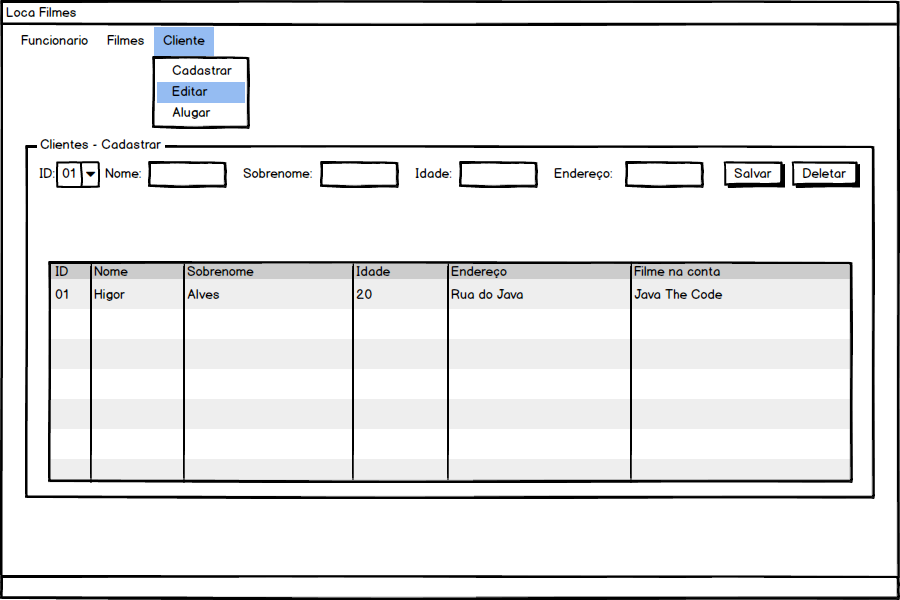 Loca Filmes
Funcionario Filmes Cliente
Cadastrar
Editar
Alugar
Clientes - Cadastrar
ID: 01 Nome: Sobrenome: Idade: Endereço: Salvar Deletar
ID Nome Sobrenome Idade Endereço Filme na conta
01 Higor Alves 20 Rua do Java Java The Code